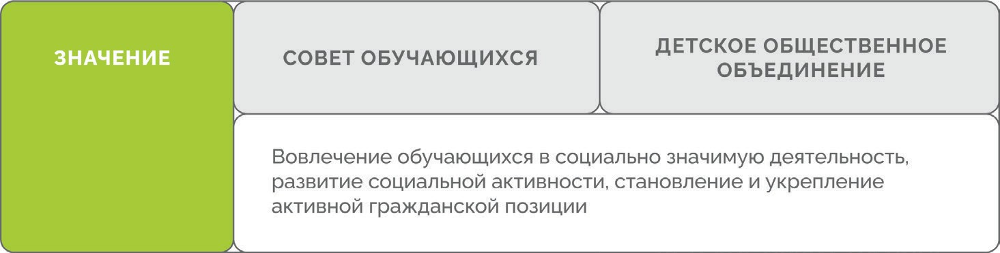 ЗНАЧЕНИЕ
СОВЕТ ОБУЧАЮЩИХСЯ
ДЕТСКОЕ ОБЩЕСТВЕННОЕ
ОБЪЕДИНЕНИЕ
Вовлечение обучающихся в социально значимую деятельность,
развитие социальной активности, становление и укрепление
активной гражданской позиции